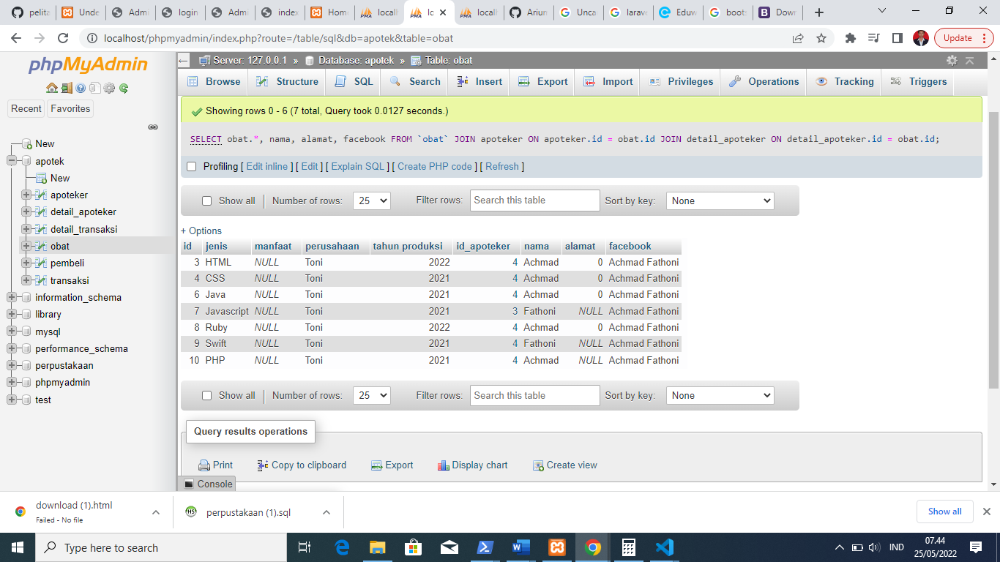 pelita Unde Admi login Admi index Hom locall lo locall Ariun Unca larave Eduw boots Dowr
localhost/phpmyadmin/index.php?route=/table/sql&db=apotek&table=obat Update
phpMyAdmin
Recent Favorites
New
apotek
New
apoteker
detail_apoteker
detail_transaksi
obat
pembeli
transaksi
information_schema
library
mysql
performance_schema
perpustakaan
phpmyadmin
test
Server: 127.0.0.1 » Database: apotek » Table: obat
Browse Structure SQL Search Insert Export Import Privileges Operations Tracking Triggers
Showing rows 0 - 6 (7 total, Query took 0.0127 seconds.)
SELECT obat.*, nama, alamat, facebook FROM `obat` JOIN apoteker ON apoteker.id = obat.id JOIN detail_apoteker ON detail_apoteker.id = obat.id;
Profiling [ Edit inline ] [ Edit ] [ Explain SQL ] [ Create PHP code ] [ Refresh ]
Show all | Number of rows: 25 Filter rows: Search this table Sort by key: None
+ Options
id jenis manfaat perusahaan tahun produksi id_apoteker nama alamat facebook
3 HTML NULL Toni 2022 4 Achmad 0 Achmad Fathoni
4 CSS NULL Toni 2021 4 Achmad 0 Achmad Fathoni
6 Java NULL Toni 2021 4 Achmad 0 Achmad Fathoni
7 Javascript NULL Toni 2021 3 Fathoni NULL Achmad Fathoni
8 Ruby NULL Toni 2022 4 Achmad 0 Achmad Fathoni
9 Swift NULL Toni 2021 4 Fathoni NULL Achmad Fathoni
10 PHP NULL Toni 2021 4 Achmad NULL Achmad Fathoni
Show all | Number of rows: 25 Filter rows: Search this table Sort by key: None
Query results operations
Print Copy to clipboard Export Display chart Create view
Console
download (1).html
Failed - No file
perpustakaan (1).sql
Show all
Type here to search
IND
07.44
25/05/2022